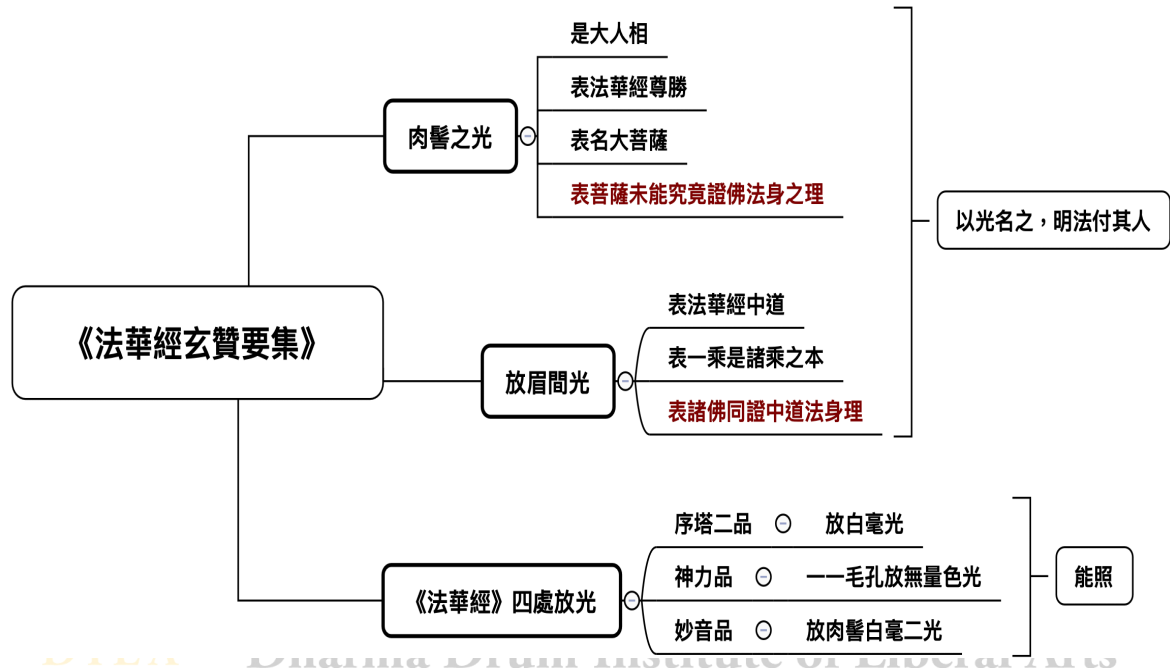 《法華經玄贊要集》
肉髻之光
是大人相
表法華經尊勝
表名大菩薩
表菩薩未能究竟證佛法身之理
放眉間光
表法華經中道
表一乘是諸乘之本
表諸佛同證中道法身理
以光名之，明法付其人
《法華經》四處放光
序塔二品 放白毫光
神力品 一一毛孔放無量色光
妙音品 放肉髻白毫二光
能照
Dharma Drum Institute of Liberal Arts